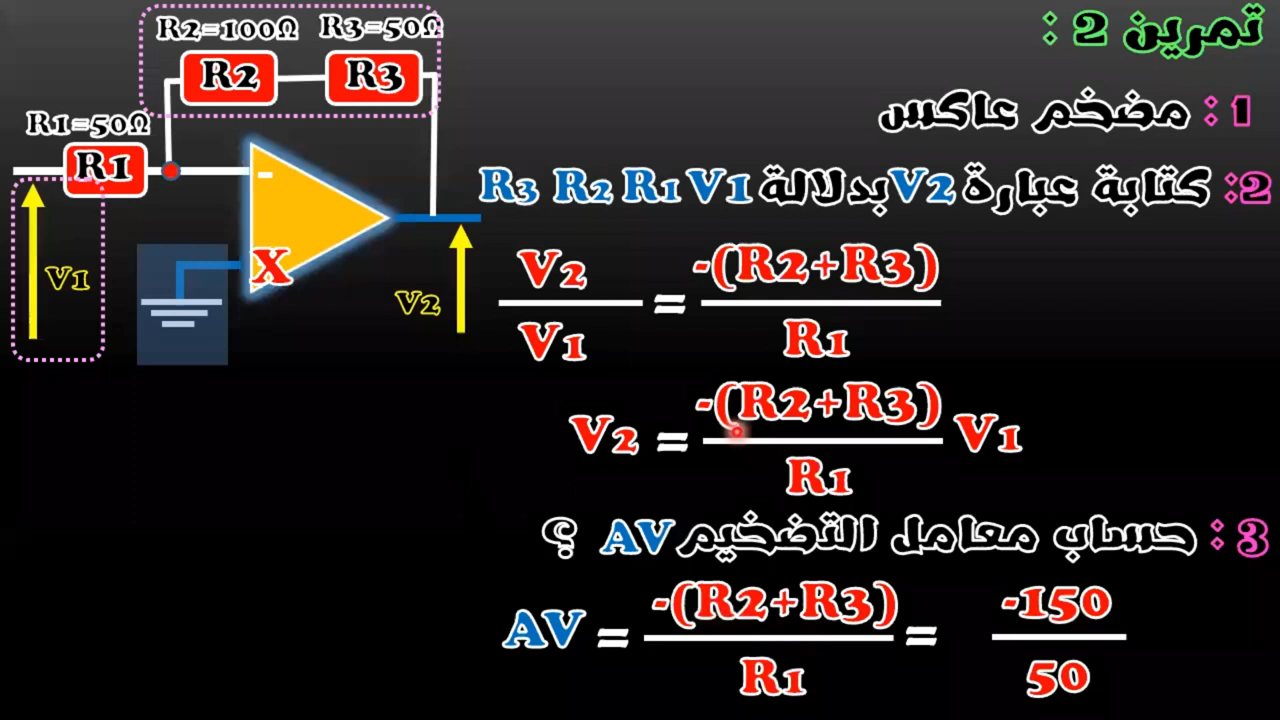 تمرين 2 :
R2=100Ω R3=50Ω
R2 R3
R1=50Ω
R1
-
X
V1
V2
1 : مضخم عاكس
2: كتابة عبارة V2 بدلالة R3 R2 R1 V1
V2 / V1 = -(R2+R3) / R1
V2 = -(R2+R3) / R1 V1
3 : حساب معامل التضخيم AV ؟
AV = -(R2+R3) / R1 = -150 / 50